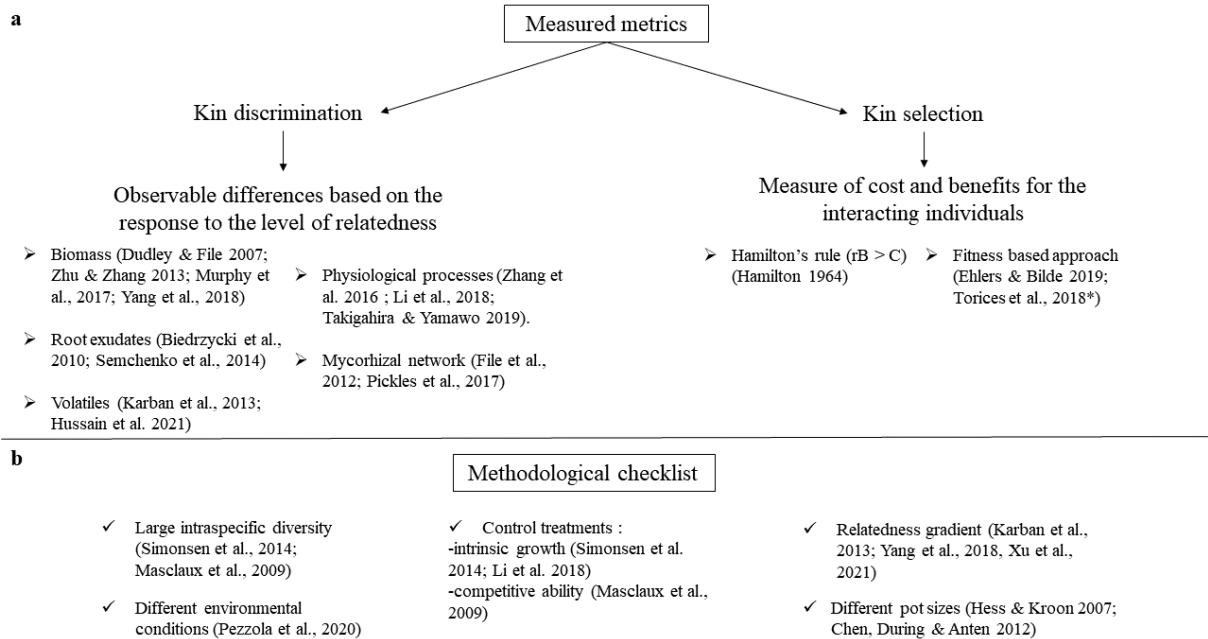 a
Measured metrics
Kin discrimination
Observable differences based on the
response to the level of relatedness
➢ Biomass (Dudley & File 2007;
Zhu & Zhang 2013; Murphy et
al., 2017; Yang et al., 2018)
➢ Root exudates (Biedrzycki et al.,
2010; Semchenko et al., 2014)
➢ Volatiles (Karban et al., 2013;
Hussain et al. 2021)
➢ Physiological processes (Zhang et
al. 2016 ; Li et al., 2018;
Takigahira & Yamawo 2019).
➢ Mycorhizal network (File et al.,
2012; Pickles et al., 2017)
Kin selection
Measure of cost and benefits for the
interacting individuals
➢ Hamilton's rule (rB > C)
(Hamilton 1964)
➢ Fitness based approach
(Ehlers & Bilde 2019;
Torices et al., 2018*)
b
Methodological checklist
✓ Large intraspecific diversity
(Simonsen et al., 2014;
Masclaux et al., 2009)
✓ Different environmental
conditions (Pezzola et al., 2020)
✓ Control treatments :
-intrinsic growth (Simonsen et al.
2014; Li et al. 2018)
-competitive ability (Masclaux et al.,
2009)
✓ Relatedness gradient (Karban et al.,
2013; Yang et al., 2018, Xu et al.,
2021)
✓ Different pot sizes (Hess & Kroon 2007;
Chen, During & Anten 2012)